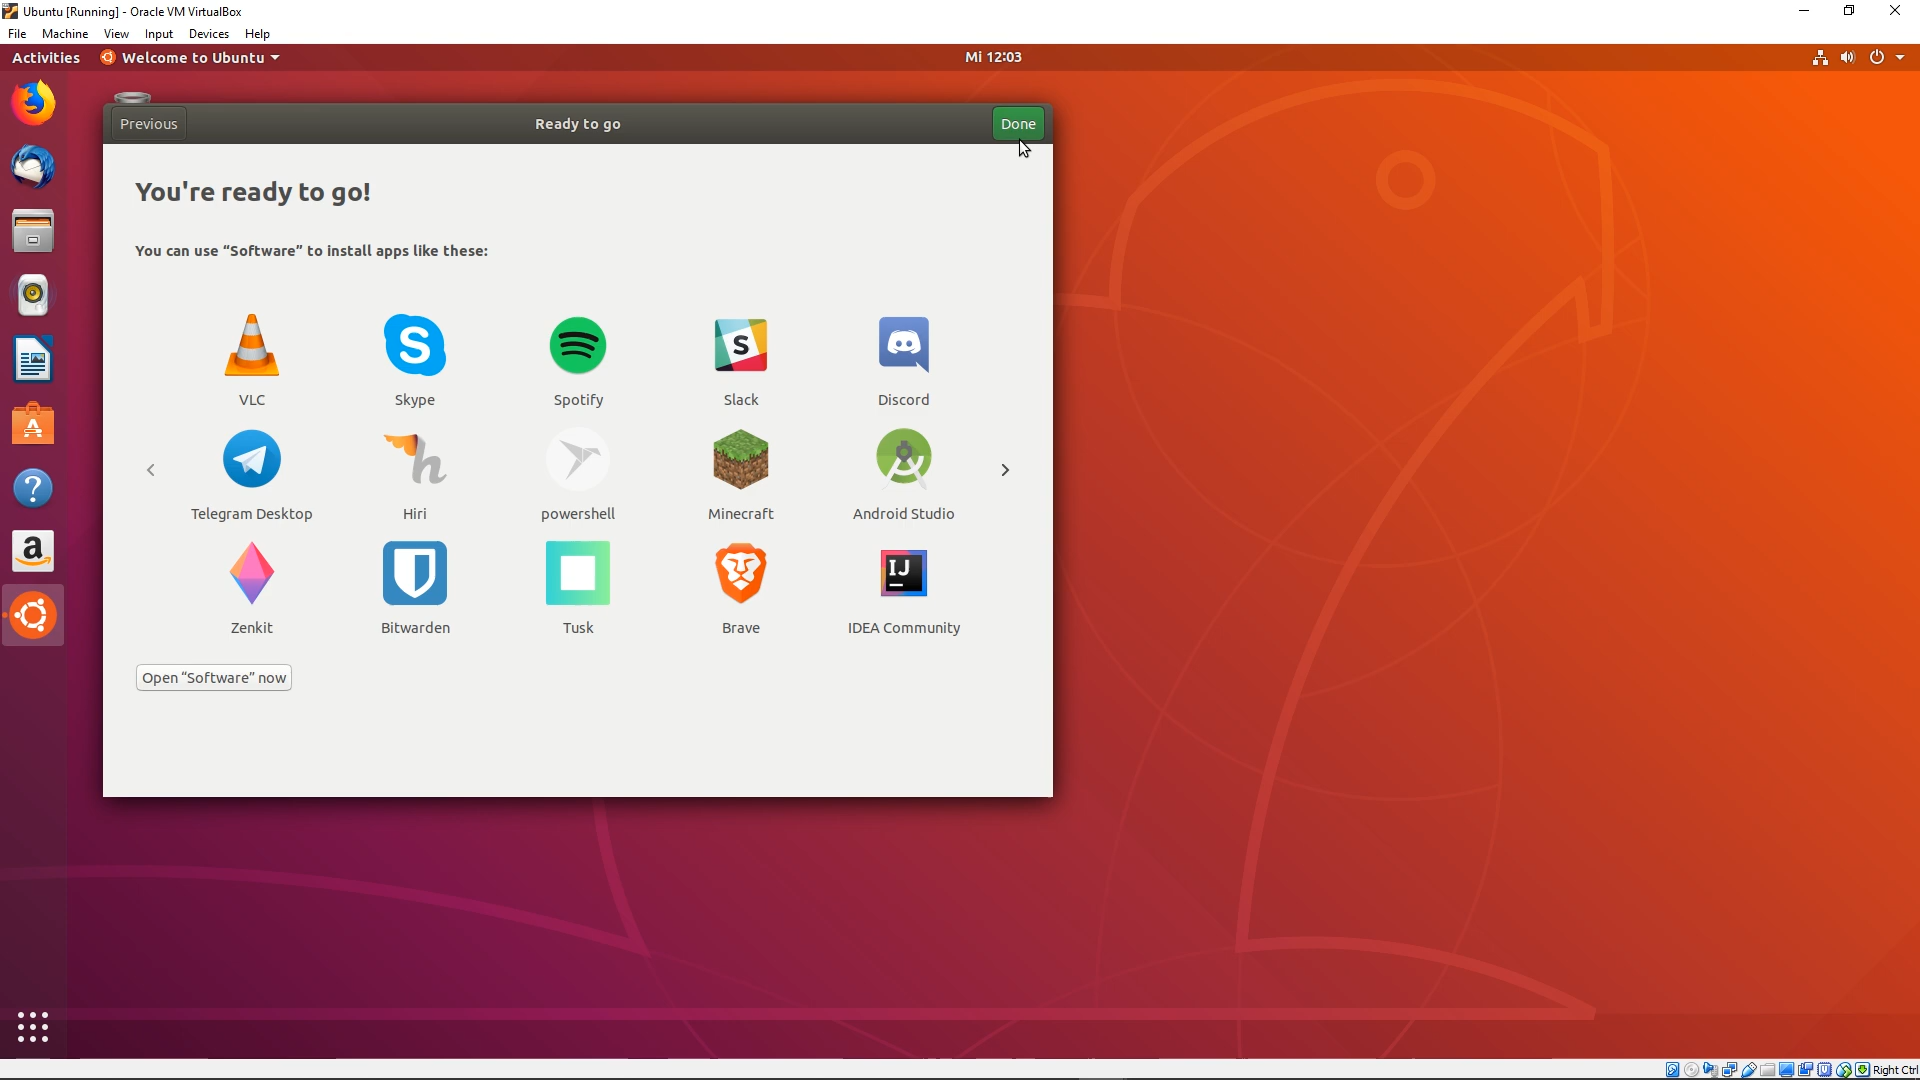 Ubuntu [Running] - Oracle VM VirtualBox
File Machine View Input Devices Help
Activities Welcome to Ubuntu Mi 12:03
Previous Ready to go Done
You're ready to go!
You can use “Software” to install apps like these:
S
S
VLC Skype Spotify Slack Discord
h
Telegram Desktop Hiri powershell Minecraft Android Studio
IJ
Zenkit Bitwarden Tusk Brave IDEA Community
Open “Software” now
A
?
a
Right Ctrl